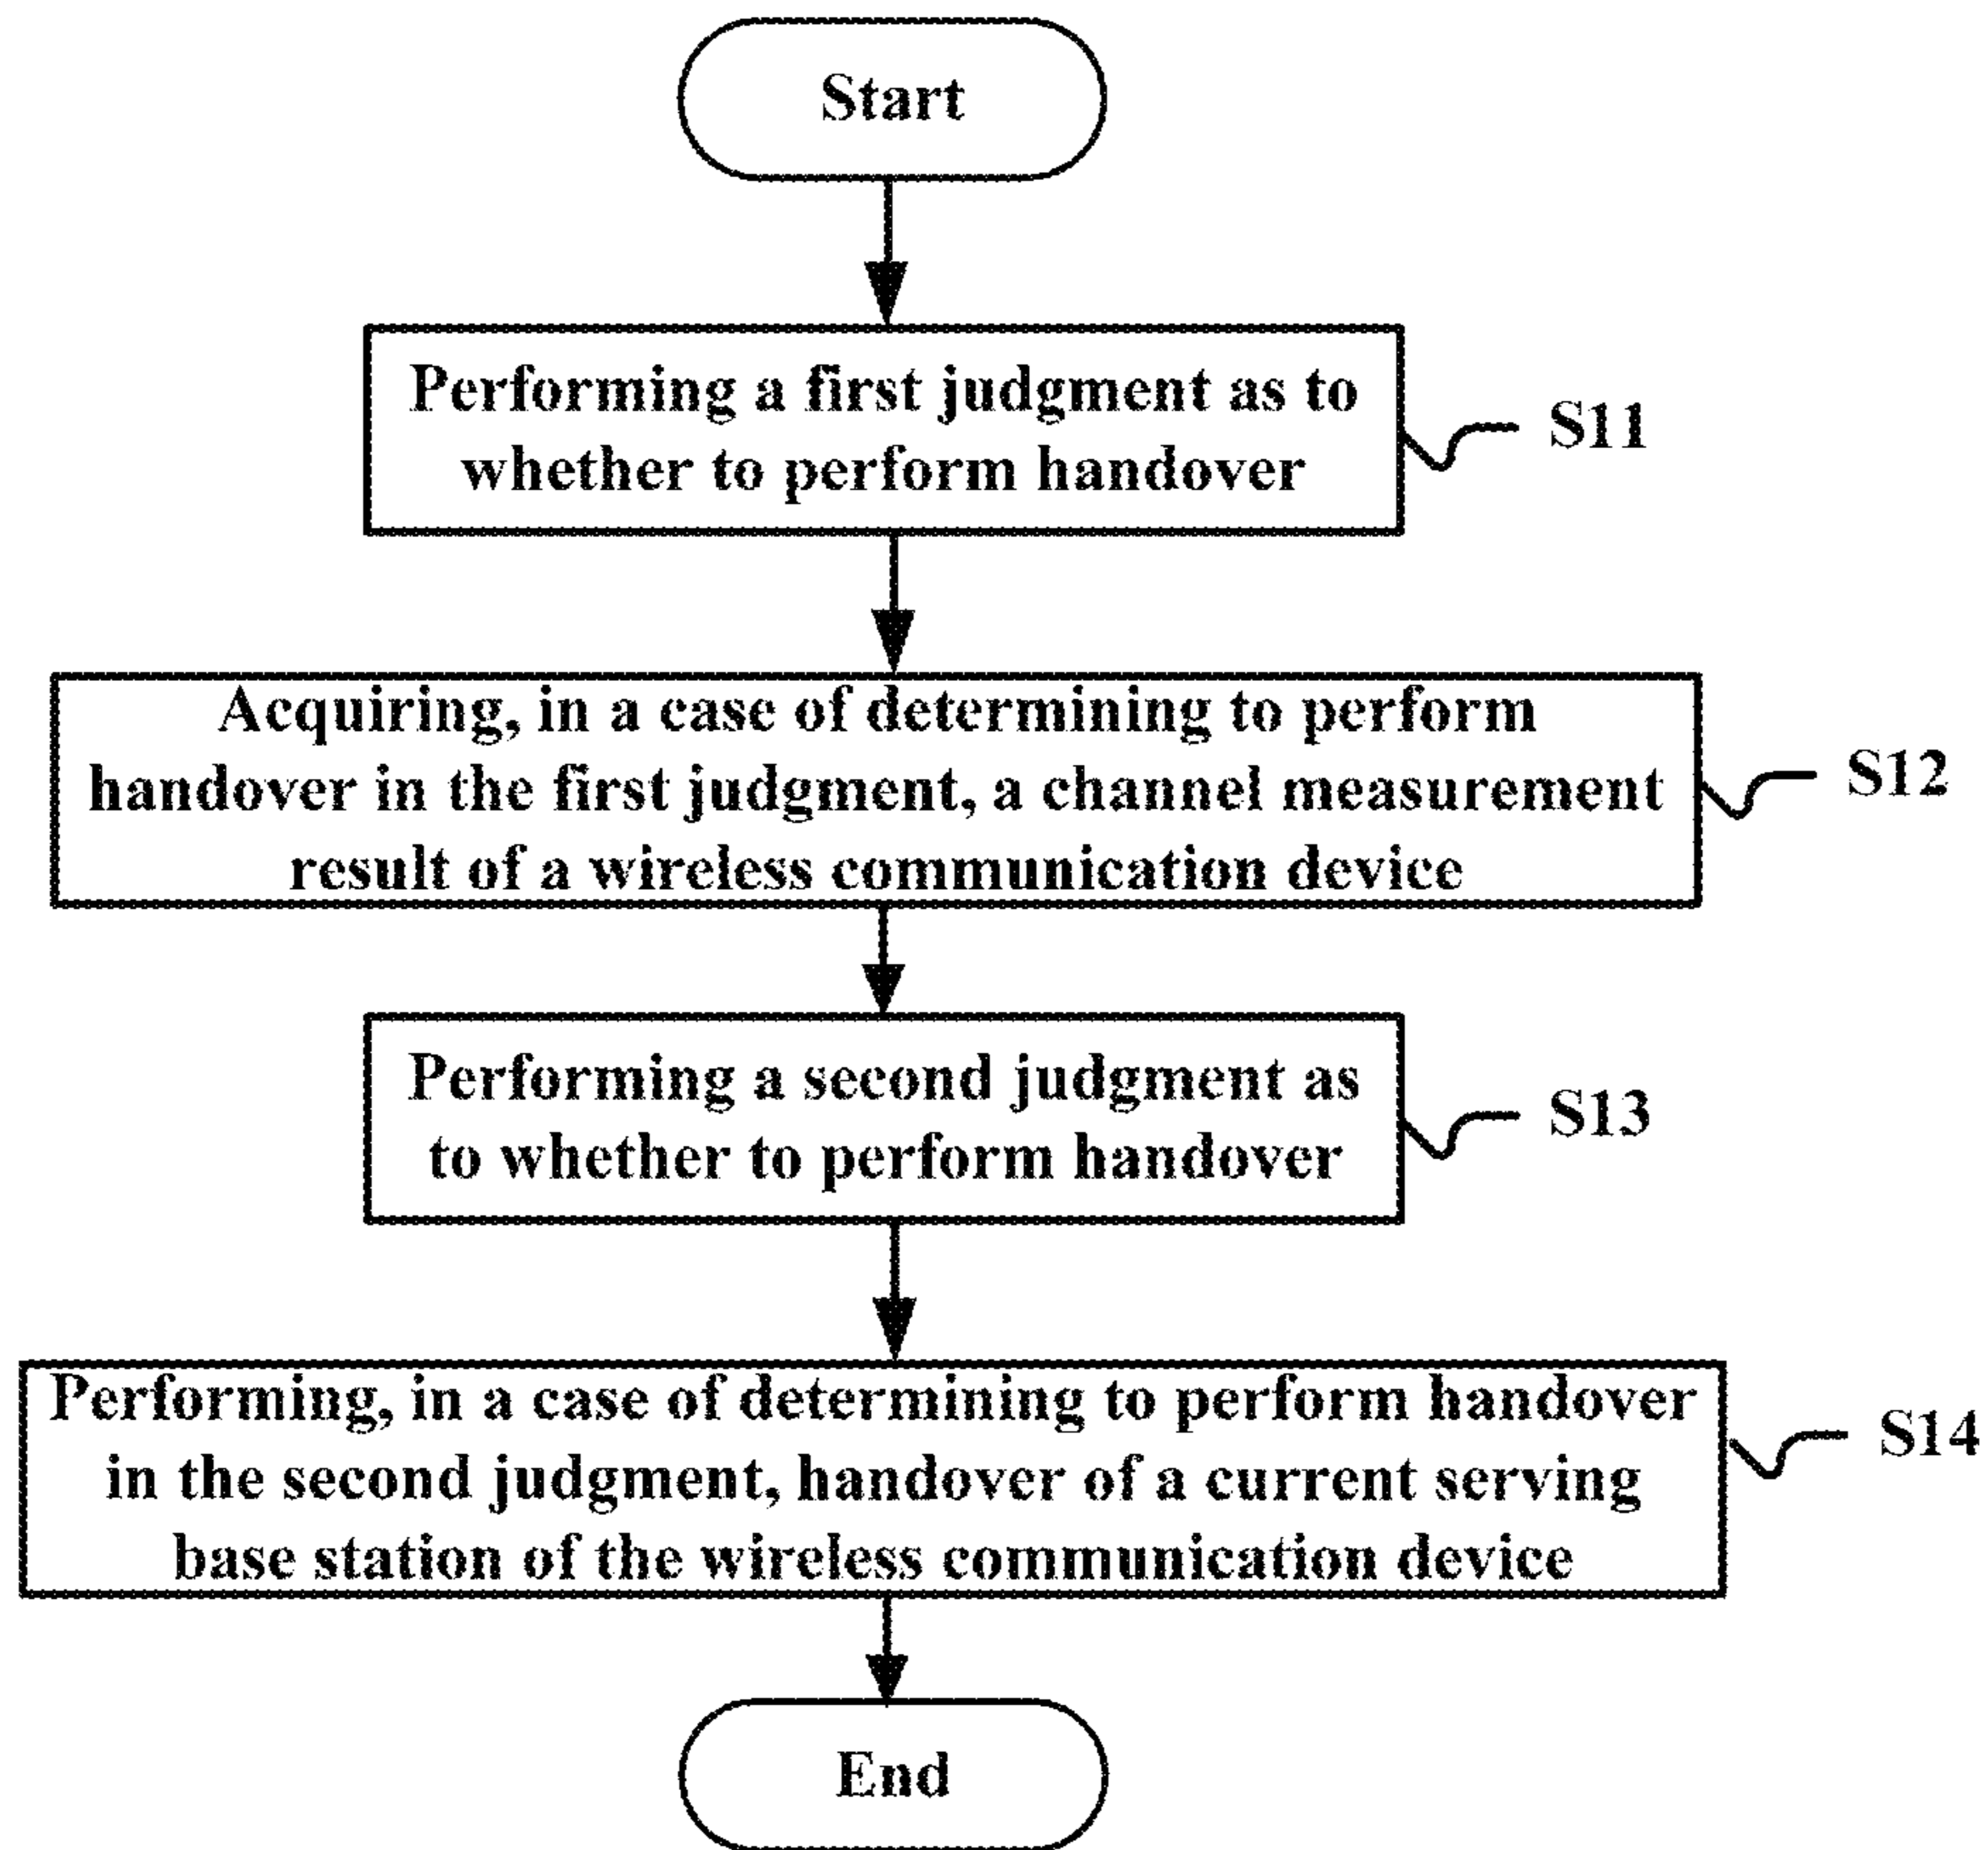 Start
Performing a first judgment as to
whether to perform handover
S11
Acquiring, in a case of determining to perform
handover in the first judgment, a channel measurement
result of a wireless communication device
S12
Performing a second judgment as
to whether to perform handover
S13
Performing, in a case of determining to perform handover
in the second judgment, handover of a current serving
base station of the wireless communication device
S14
End